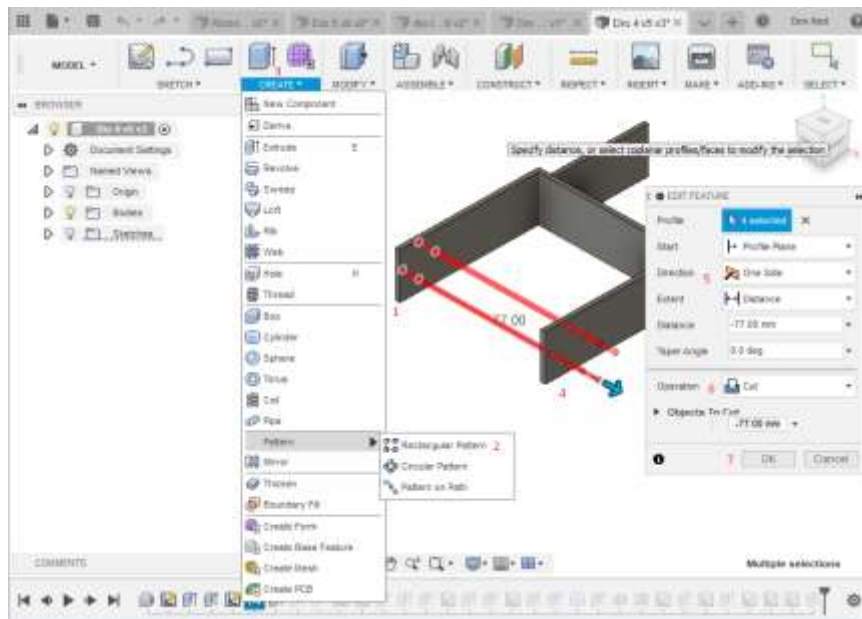 Dis 4 v5 v3*
MODEL
SKETCH
CREATE
MODIFY
ASSEMBLE
CONSTRUCT
INSPECT
INSERT
MAKE
ADD-INS
SELECT
BROWSER
Document Settings
Named Views
Origin
Bodies
Sketches
New Component
Derive
Extrude E
Revolve
Sweep
Loft
Rib
Web
Hole H
Thread
Box
Cylinder
Sphere
Torus
Coil
Pipe
Pattern
Mirror
Thicken
Boundary Fill
Create Form
Create Base Feature
Create Mesh
Create PCB
Rectangular Pattern 2
Circular Pattern
Pattern on Path
Specify distance, or select coplanar profiles/faces to modify the selection
1
77.00
4
EDIT FEATURE
Profile 4 selected
Start Profile Plane
Direction 5 One Side
Extent Distance
Distance -77.00 mm
Taper Angle 0.0 deg
Operation 6 Cut
Objects To Cut
-77.00 mm
7 OK Cancel
COMMENTS
Multiple selections